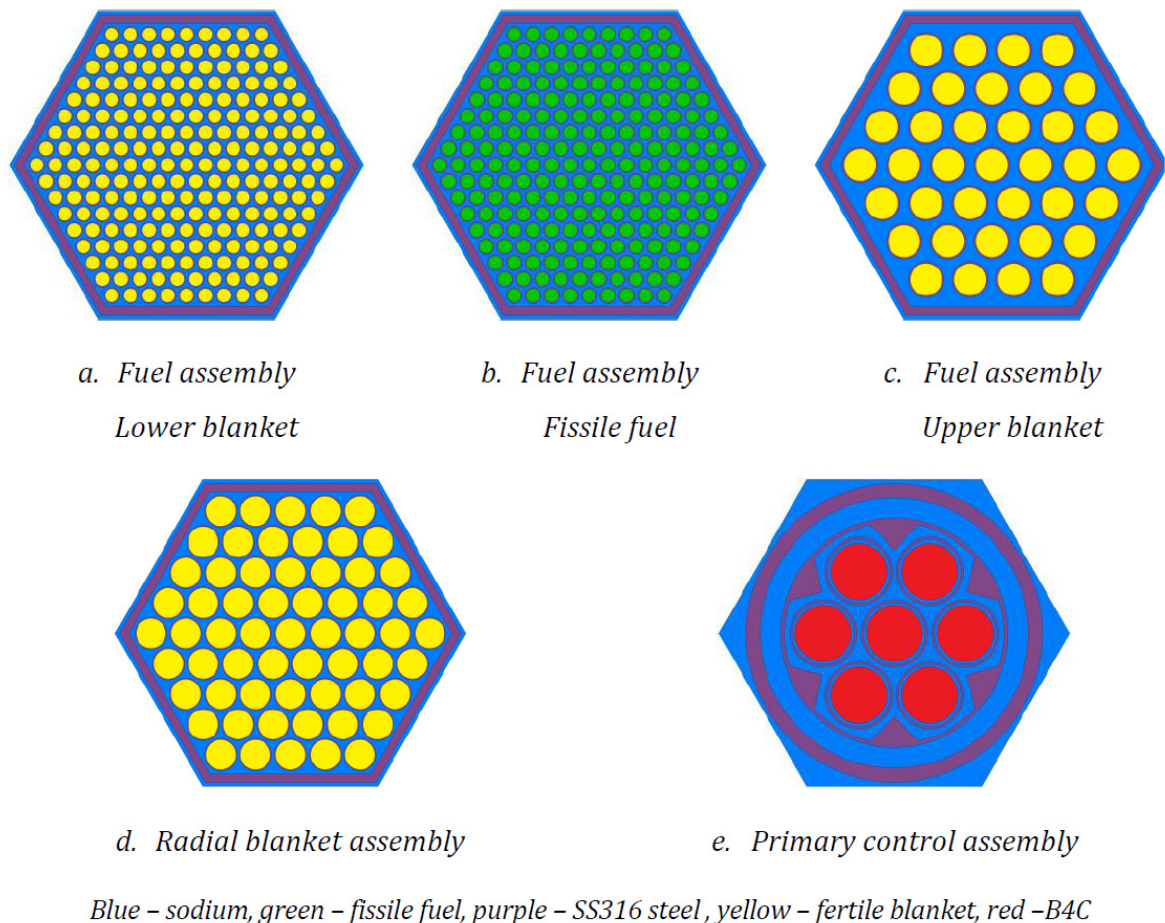 a. Fuel assembly
Lower blanket
b. Fuel assembly
Fissile fuel
c. Fuel assembly
Upper blanket
d. Radial blanket assembly
e. Primary control assembly
Blue – sodium, green – fissile fuel, purple – SS316 steel , yellow – fertile blanket, red –B4C